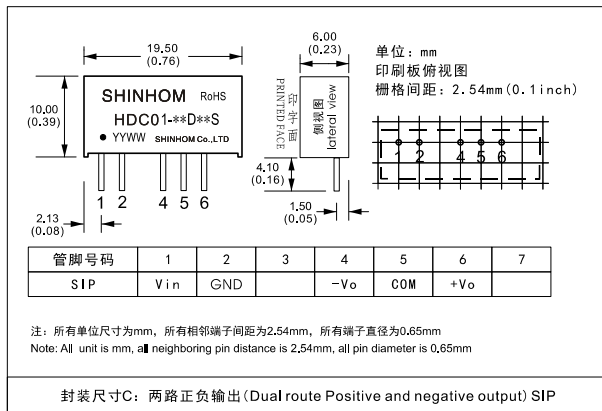 19.50
(0.76)
6.00
(0.23)
单位: mm
印刷板俯视图
栅格间距: 2.54mm(0.1inch)
10.00
(0.39)
SHINHOM RoHS
HDC01-**D**S
YYWW SHINHOM Co.,LTD
印字面
PRINTED FACE
侧视图
lateral view
4.10
(0.16)
1 2 4 5 6
1 2 4 5 6
2.13
(0.08)
1.50
(0.05)
管脚号码 1 2 3 4 5 6 7
SIP Vin GND -Vo COM +Vo
注: 所有单位尺寸为mm, 所有相邻端子间距为2.54mm, 所有端子直径为0.65mm
Note: All unit is mm, all neighboring pin distance is 2.54mm, all pin diameter is 0.65mm
封装尺寸C: 两路正负输出(Dual route Positive and negative output) SIP